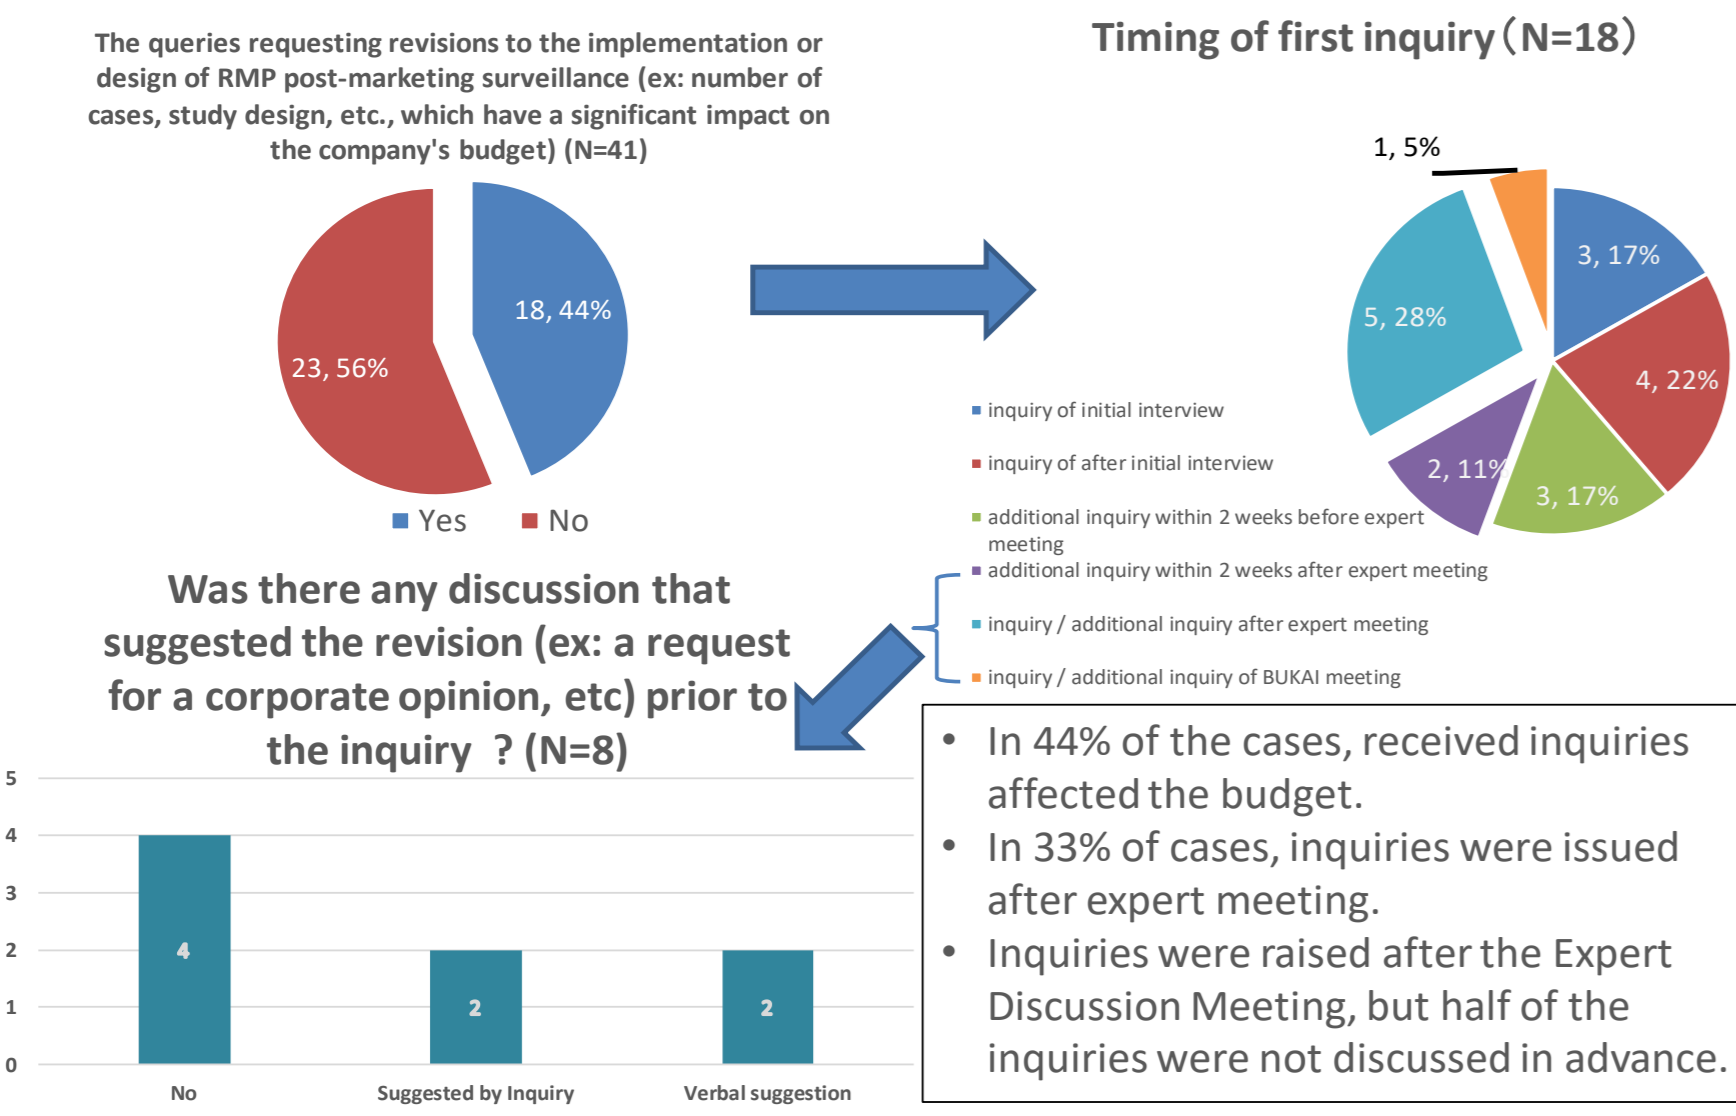 The queries requesting revisions to the implementation or
design of RMP post-marketing surveillance (ex: number of
cases, study design, etc., which have a significant impact on
the company's budget) (N=41)
18, 44%
23, 56%
Yes
No
Timing of first inquiry（N=18）
1, 5%
3, 17%
5, 28%
4, 22%
2, 11%
3, 17%
inquiry of initial interview
inquiry of after initial interview
additional inquiry within 2 weeks before expert
meeting
additional inquiry within 2 weeks after expert meeting
inquiry / additional inquiry after expert meeting
inquiry / additional inquiry of BUKAI meeting
Was there any discussion that
suggested the revision (ex: a request
for a corporate opinion, etc) prior to
the inquiry ? (N=8)
5
4
3
2
1
0
4
2
2
No
Suggested by Inquiry
Verbal suggestion
• In 44% of the cases, received inquiries
affected the budget.
• In 33% of cases, inquiries were issued
after expert meeting.
• Inquiries were raised after the Expert
Discussion Meeting, but half of the
inquiries were not discussed in advance.